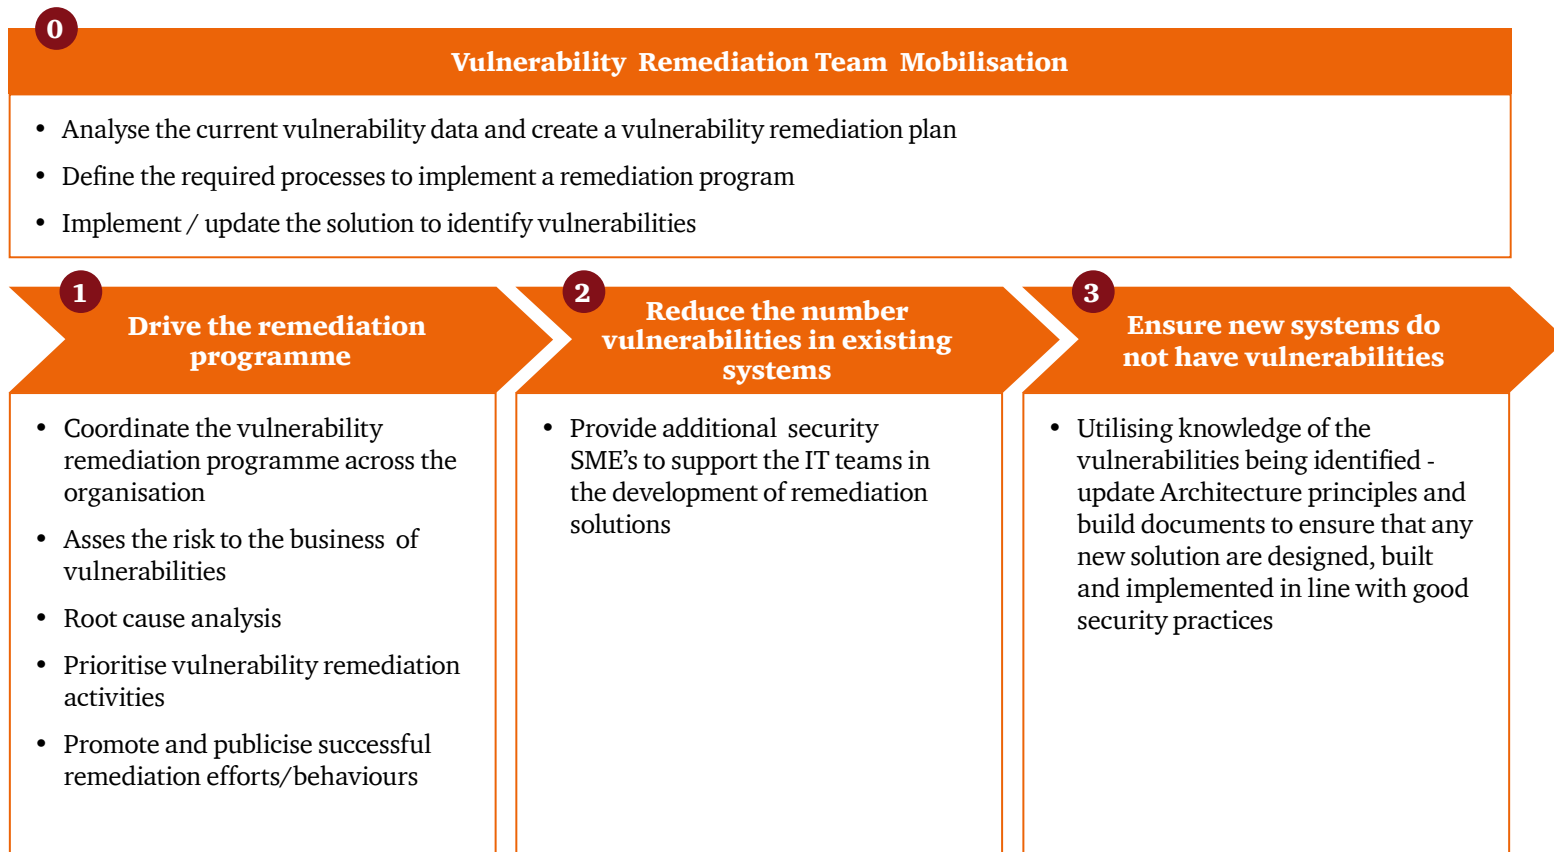 0
Vulnerability Remediation Team Mobilisation
• Analyse the current vulnerability data and create a vulnerability remediation plan
• Define the required processes to implement a remediation program
• Implement / update the solution to identify vulnerabilities
1
Drive the remediation
programme
• Coordinate the vulnerability
remediation programme across the
organisation
• Asses the risk to the business of
vulnerabilities
• Root cause analysis
• Prioritise vulnerability remediation
activities
• Promote and publicise successful
remediation efforts/behaviours
2
Reduce the number
vulnerabilities in existing
systems
• Provide additional security
SME's to support the IT teams in
the development of remediation
solutions
3
Ensure new systems do
not have vulnerabilities
• Utilising knowledge of the
vulnerabilities being identified -
update Architecture principles and
build documents to ensure that any
new solution are designed, built
and implemented in line with good
security practices